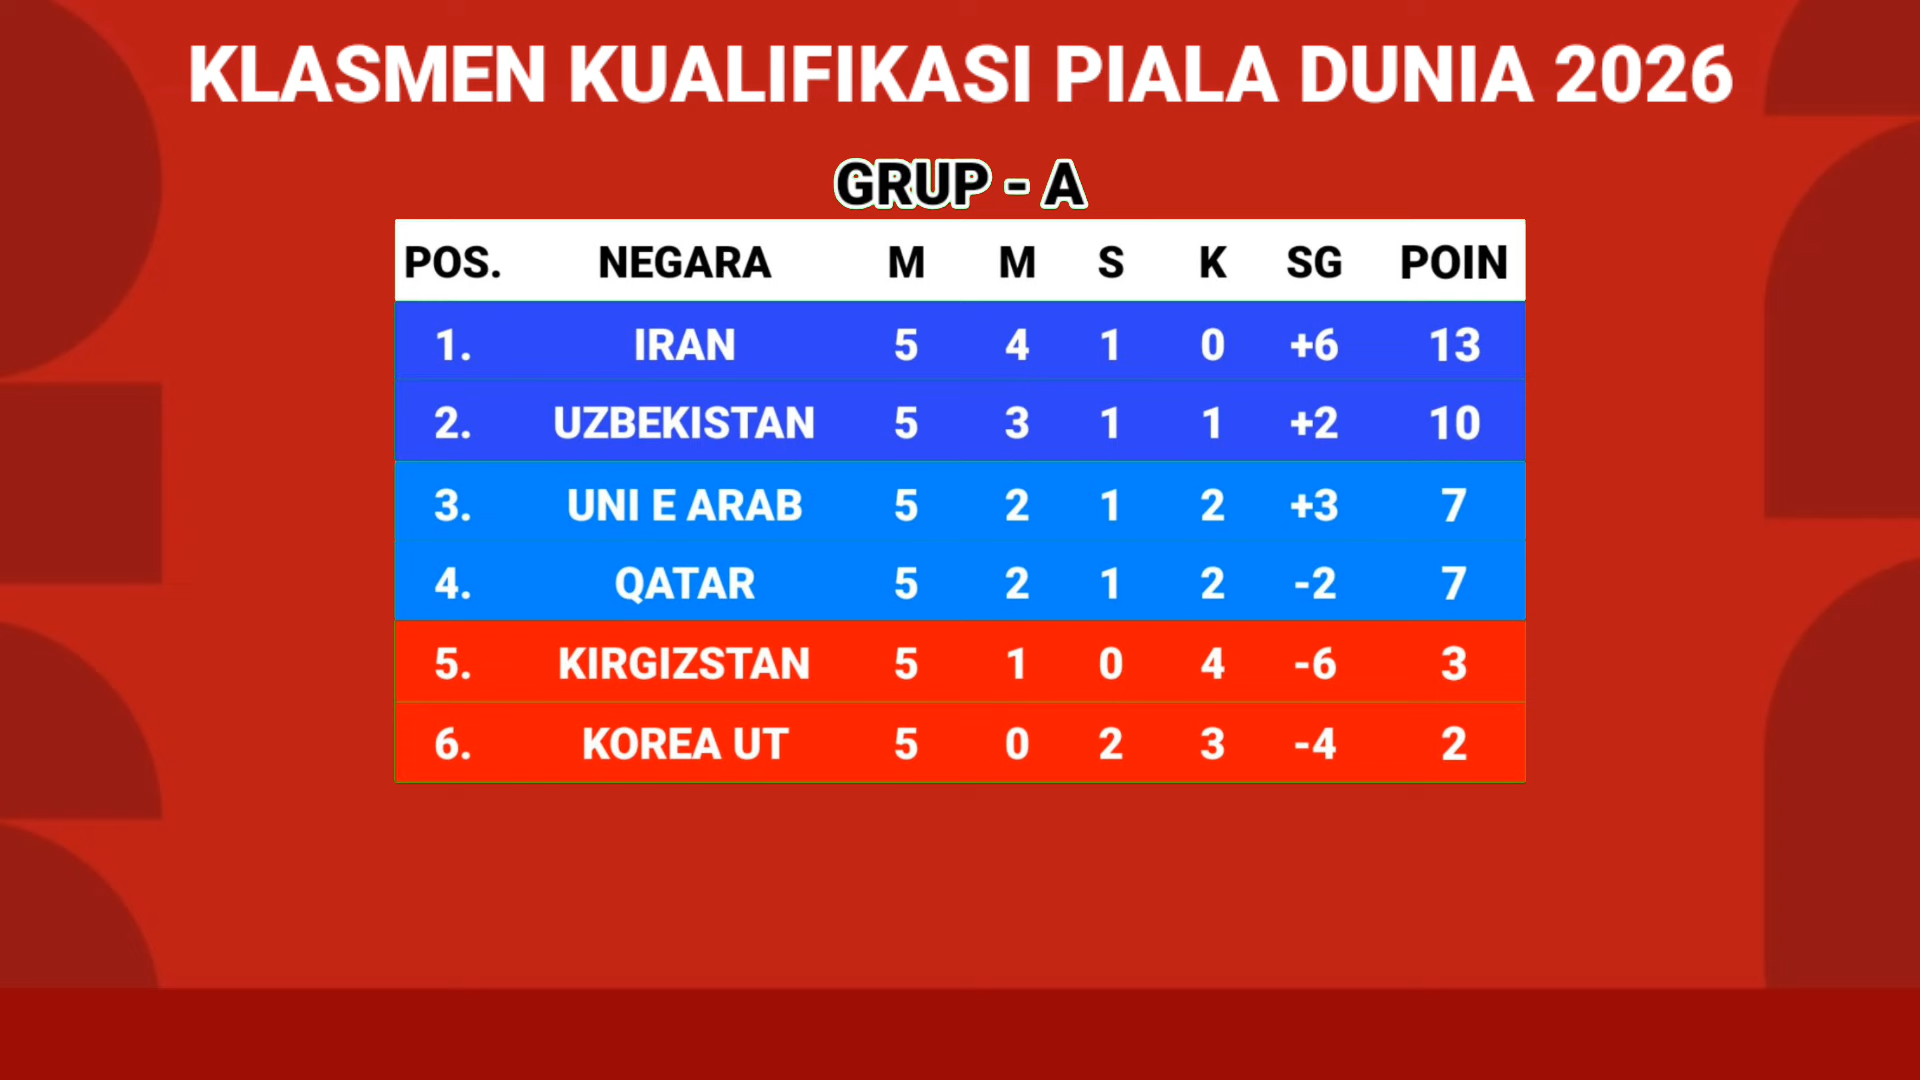 KLASMEN KUALIFIKASI PIALA DUNIA 2026
GRUP - A
POS. NEGARA M M S K SG POIN
1. IRAN 5 4 1 0 +6 13
2. UZBEKISTAN 5 3 1 1 +2 10
3. UNI E ARAB 5 2 1 2 +3 7
4. QATAR 5 2 1 2 -2 7
5. KIRGIZSTAN 5 1 0 4 -6 3
6. KOREA UT 5 0 2 3 -4 2